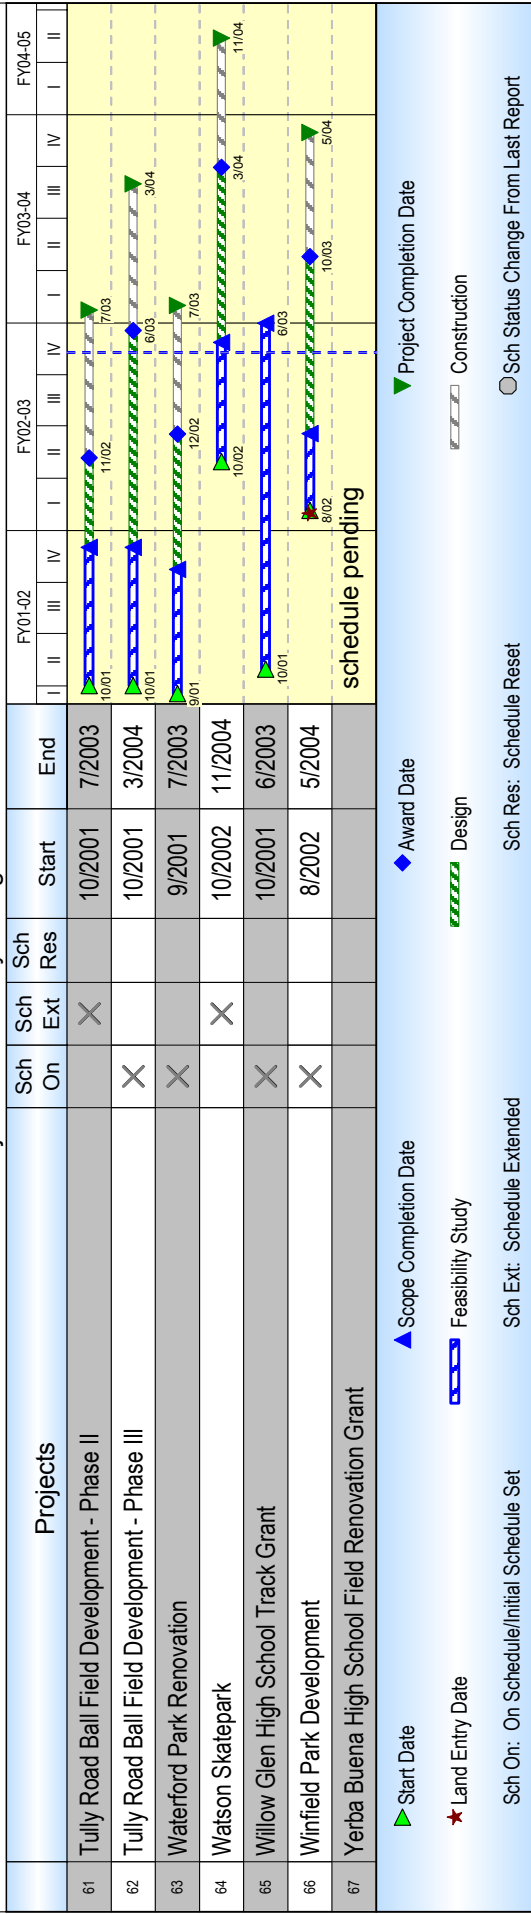 Projects Sch On Sch Ext Sch Res Start End FY01-02 FY02-03 FY03-04 FY04-05
I II III IV I II III IV I II III IV I II
61 Tully Road Ball Field Development - Phase II 10/2001 7/2003 10/01 11/02 7/03
62 Tully Road Ball Field Development - Phase III 10/2001 3/2004 10/01 6/03 3/04
63 Waterford Park Renovation 9/2001 7/2003 9/01 12/02 7/03
64 Watson Skatepark 10/2002 11/2004 10/02 3/04 11/04
65 Willow Glen High School Track Grant 10/2001 6/2003 10/01 6/03
66 Winfield Park Development 8/2002 5/2004 8/02 10/03 5/04
67 Yerba Buena High School Field Renovation Grant schedule pending
Start Date Scope Completion Date Award Date Project Completion Date
Land Entry Date Feasibility Study Design Construction
Sch On: On Schedule/Initial Schedule Set Sch Ext: Schedule Extended Sch Res: Schedule Reset Sch Status Change From Last Report